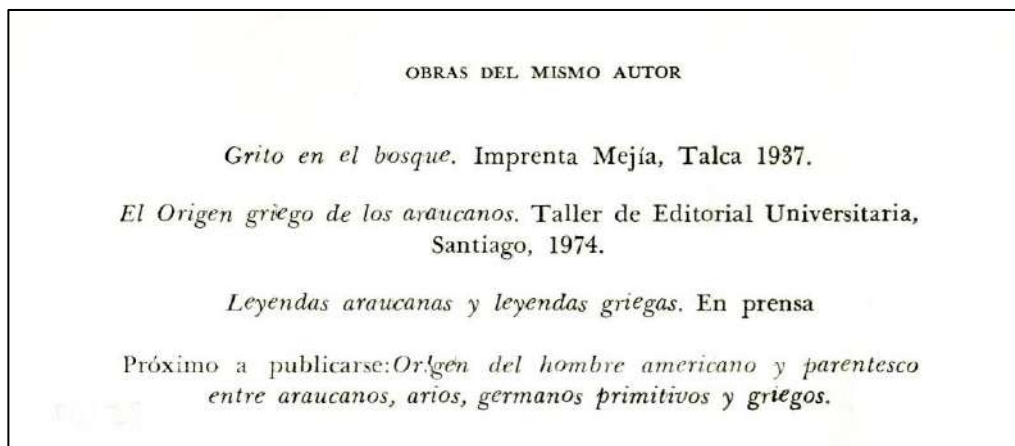 OBRAS DEL MISMO AUTOR
Grito en el bosque. Imprenta Mejía, Talca 1937.
El Origen griego de los araucanos. Taller de Editorial Universitaria,
Santiago, 1974.
Leyendas araucanas y leyendas griegas. En prensa
Próximo a publicarse:Origen del hombre americano y parentesco
entre araucanos, arios, germanos primitivos y griegos.